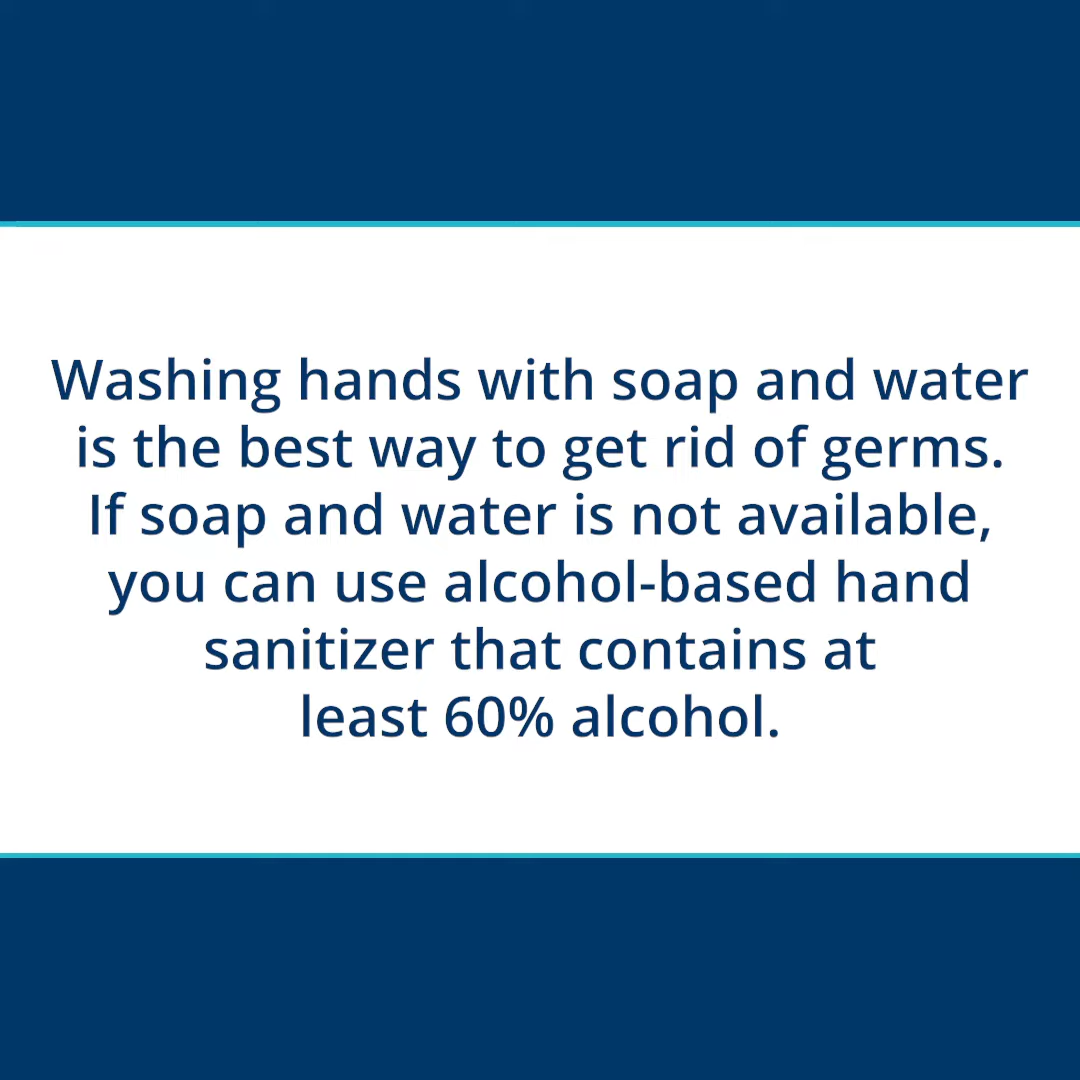 Washing hands with soap and water
is the best way to get rid of germs.
If soap and water is not available,
you can use alcohol-based hand
sanitizer that contains at
least 60% alcohol.